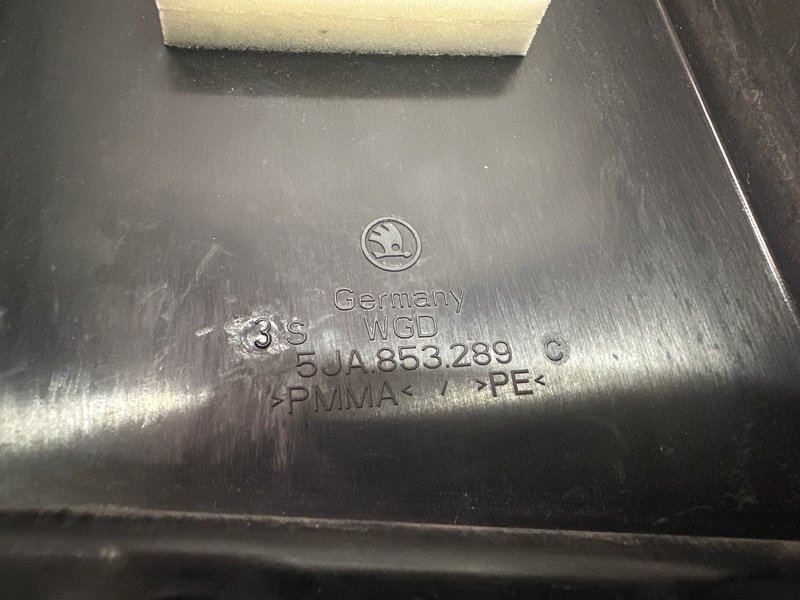 Germany
3 S WGD
5JA.853.289 C
>PMMA< / >PE<